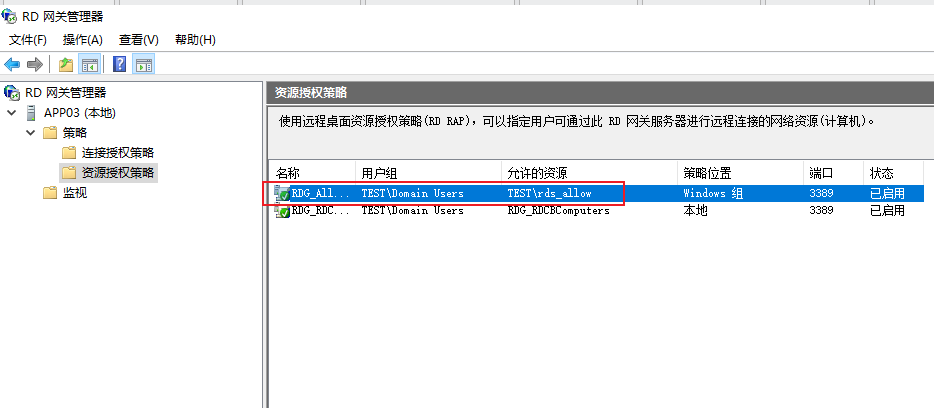 RD 网关管理器
文件(F) 操作(A) 查看(V) 帮助(H)
RD 网关管理器
APP03 (本地)
策略
连接授权策略
资源授权策略
监视
资源授权策略
使用远程桌面资源授权策略(RD RAP)，可以指定用户可通过此 RD 网关服务器进行远程连接的网络资源(计算机)。
名称 用户组 允许的资源 策略位置 端口 状态
RDG_All... TEST\Domain Users TEST\rds_allow Windows 组 3389 已启用
RDG_RDC... TEST\Domain Users RDG_RDCBComputers 本地 3389 已启用